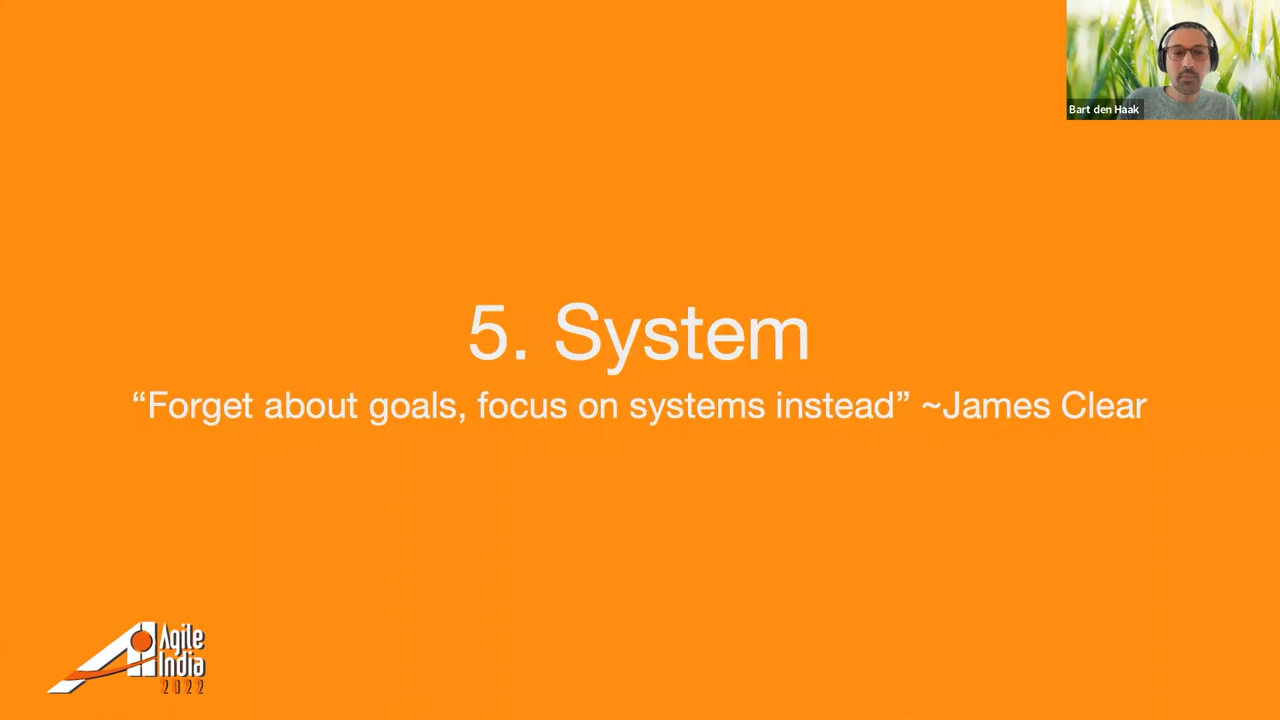 Bart den Haak
5. System
“Forget about goals, focus on systems instead” ~James Clear
Agile
India
2022